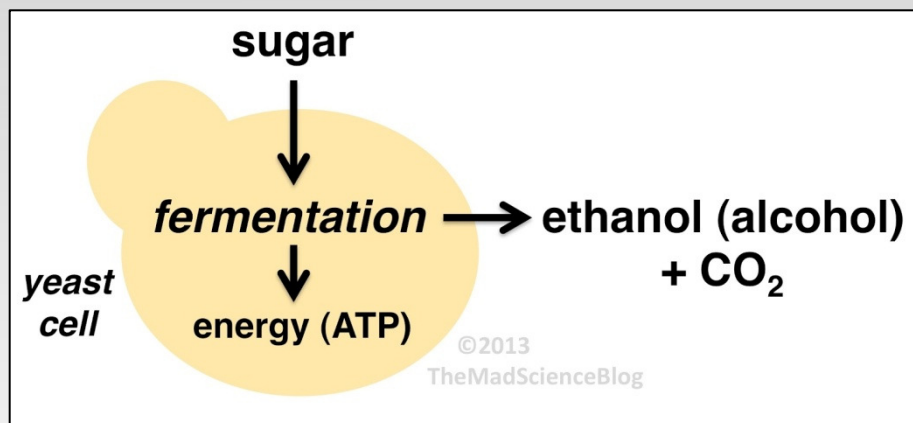 sugar
fermentation
ethanol (alcohol)
+ CO₂
yeast
cell
energy (ATP)
©2013
TheMadScienceBlog